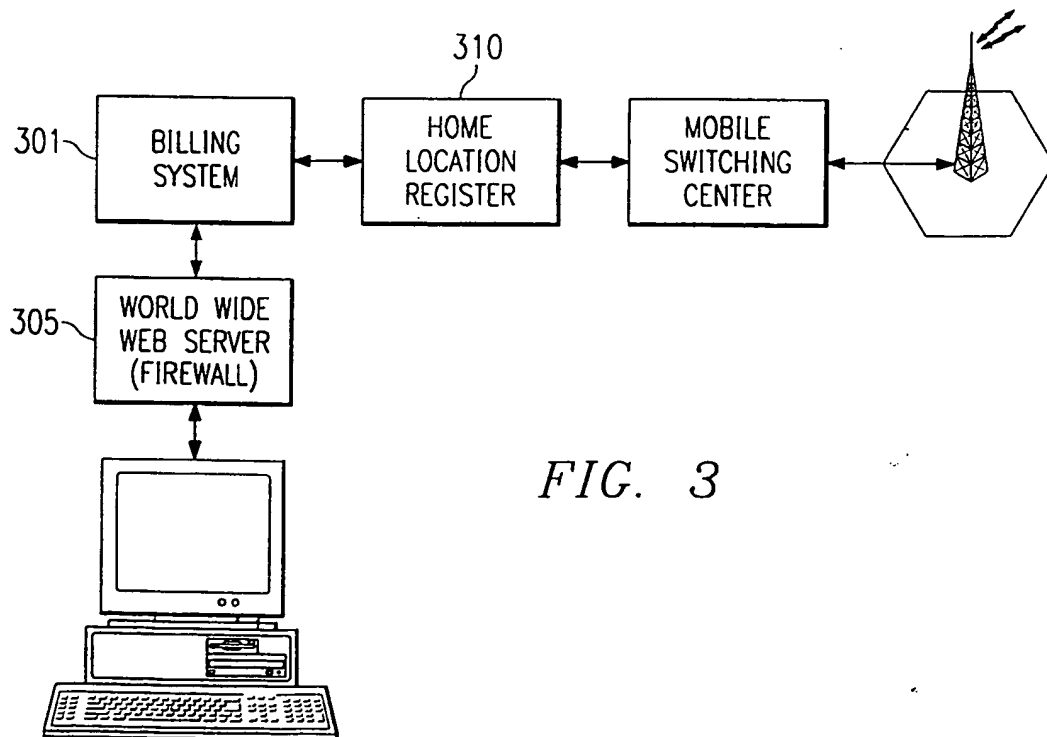 310
301
BILLING
SYSTEM
HOME
LOCATION
REGISTER
MOBILE
SWITCHING
CENTER
305
WORLD WIDE
WEB SERVER
(FIREWALL)
FIG. 3